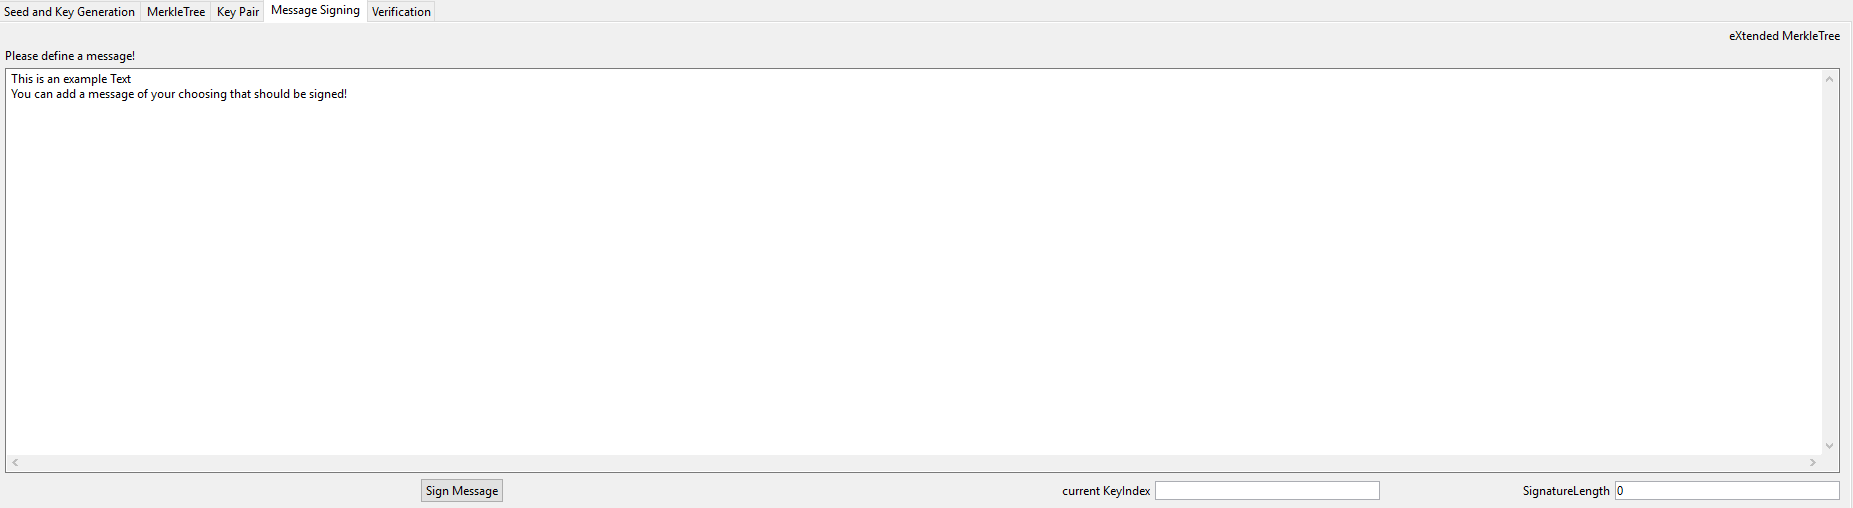 Seed and Key Generation MerkleTree Key Pair Message Signing Verification
eXtended MerkleTree
Please define a message!
This is an example Text
You can add a message of your choosing that should be signed!
Sign Message current KeyIndex SignatureLength 0